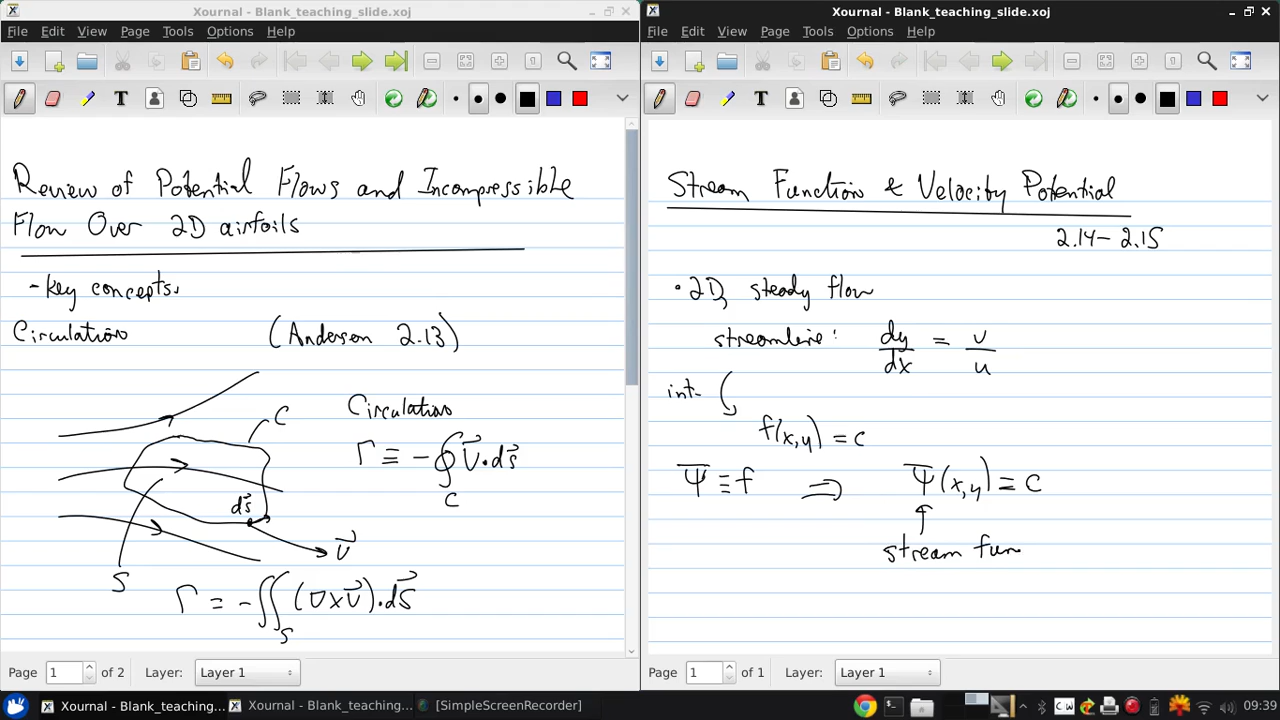 Xournal - Blank_teaching_slide.xoj
File Edit View Page Tools Options Help
Review of Potential Flows and Incompressible
Flow Over 2D airfoils
- key concepts.
Circulation (Anderson 2.13)
C
Circulation
Γ ≡ - ∮ V⃗ · ds⃗
C
ds⃗
V⃗
S
Γ = - ∬ (∇ x V⃗) · dS⃗
S
Page 1 of 2 Layer: Layer 1
Xournal - Blank_teaching_slide.xoj
File Edit View Page Tools Options Help
Stream Function & Velocity Potential
2.14 - 2.15
• 2D, steady flow
streamline: dy/dx = v/u
int-
f(x,y) = c
Ψ̄ ≡ f ⇒ Ψ̄(x,y) = c
stream func
Page 1 of 1 Layer: Layer 1
Xournal - Blank_teaching... Xournal - Blank_teaching... [SimpleScreenRecorder] CW 09:39